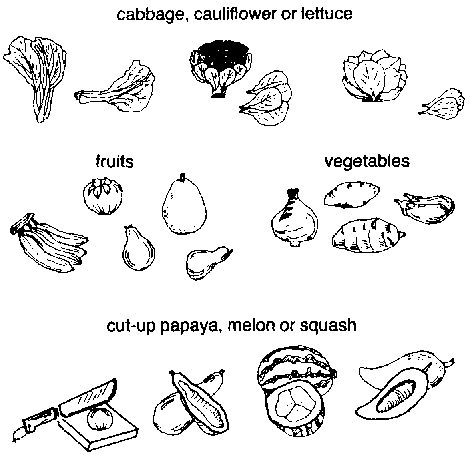 cabbage, cauliflower or lettuce
fruits
vegetables
cut-up papaya, melon or squash